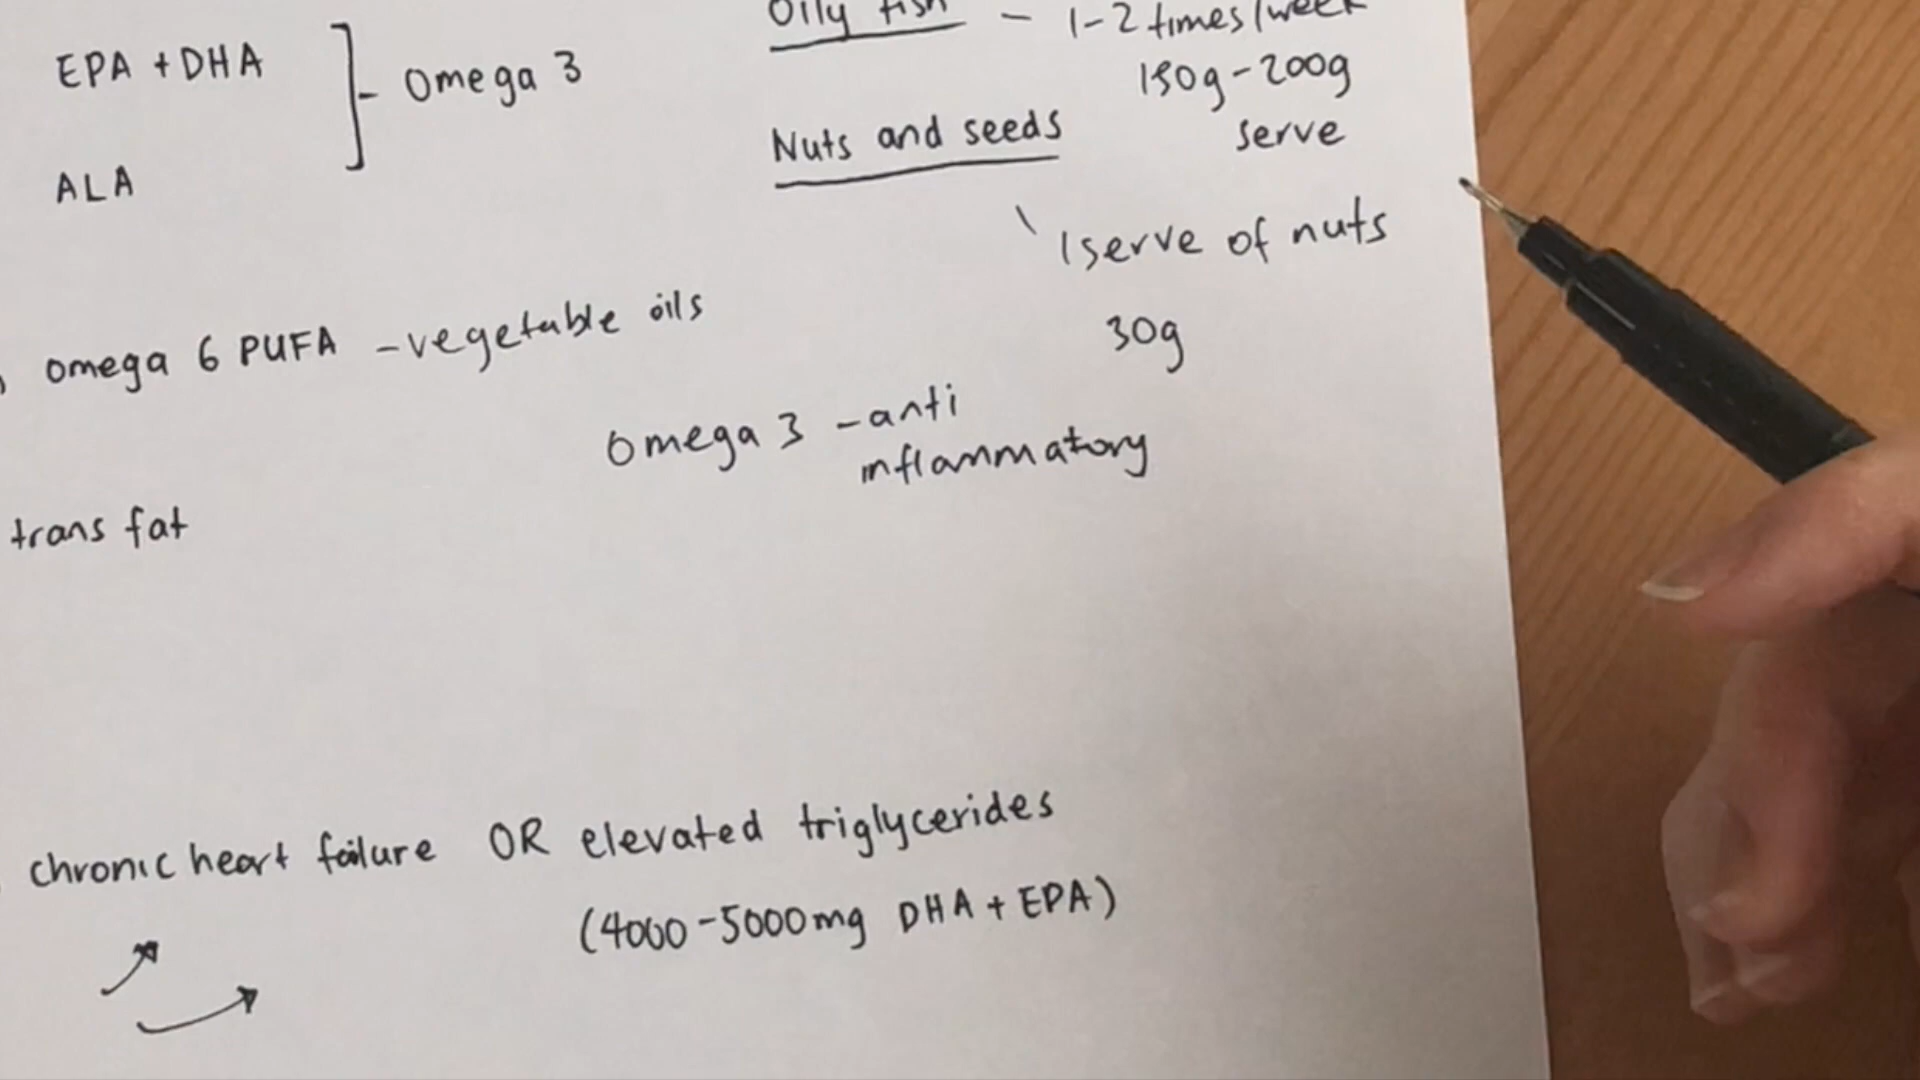 Oily fish – 1-2 times/week
EPA + DHA
Omega 3
150g-200g
serve
Nuts and seeds
ALA
1 serve of nuts
30g
omega 6 PUFA - vegetable oils
Omega 3 - anti
inflammatory
trans fat
chronic heart failure OR elevated triglycerides
(4000-5000mg DHA + EPA)